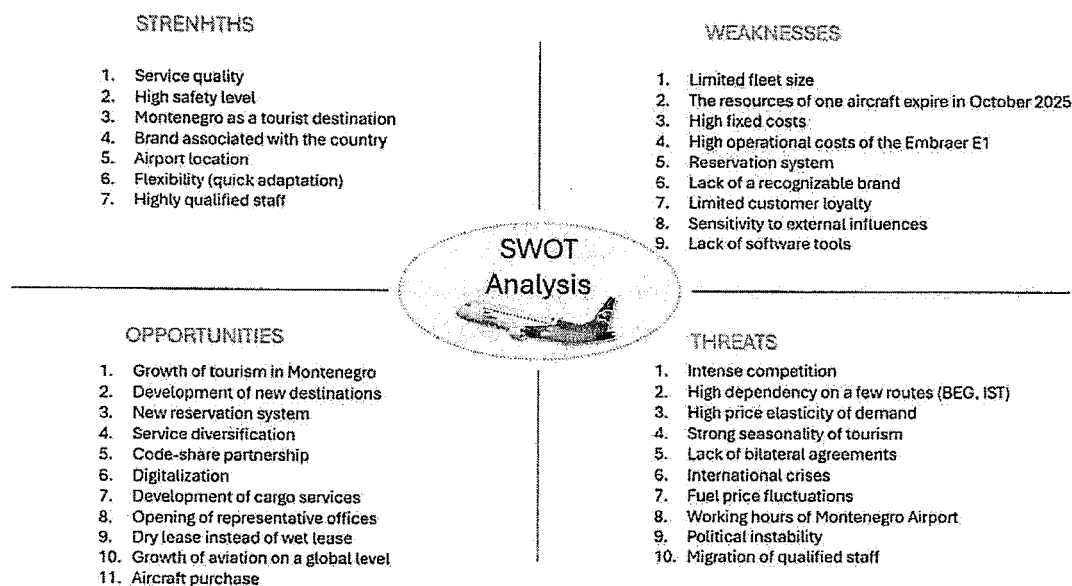 STRENHTHS
1. Service quality
2. High safety level
3. Montenegro as a tourist destination
4. Brand associated with the country
5. Airport location
6. Flexibility (quick adaptation)
7. Highly qualified staff
WEAKNESSES
1. Limited fleet size
2. The resources of one aircraft expire in October 2025
3. High fixed costs
4. High operational costs of the Embraer E1
5. Reservation system
6. Lack of a recognizable brand
7. Limited customer loyalty
8. Sensitivity to external influences
9. Lack of software tools
SWOT
Analysis
OPPORTUNITIES
1. Growth of tourism in Montenegro
2. Development of new destinations
3. New reservation system
4. Service diversification
5. Code-share partnership
6. Digitalization
7. Development of cargo services
8. Opening of representative offices
9. Dry lease instead of wet lease
10. Growth of aviation on a global level
11. Aircraft purchase
THREATS
1. Intense competition
2. High dependency on a few routes (BEG, IST)
3. High price elasticity of demand
4. Strong seasonality of tourism
5. Lack of bilateral agreements
6. International crises
7. Fuel price fluctuations
8. Working hours of Montenegro Airport
9. Political instability
10. Migration of qualified staff